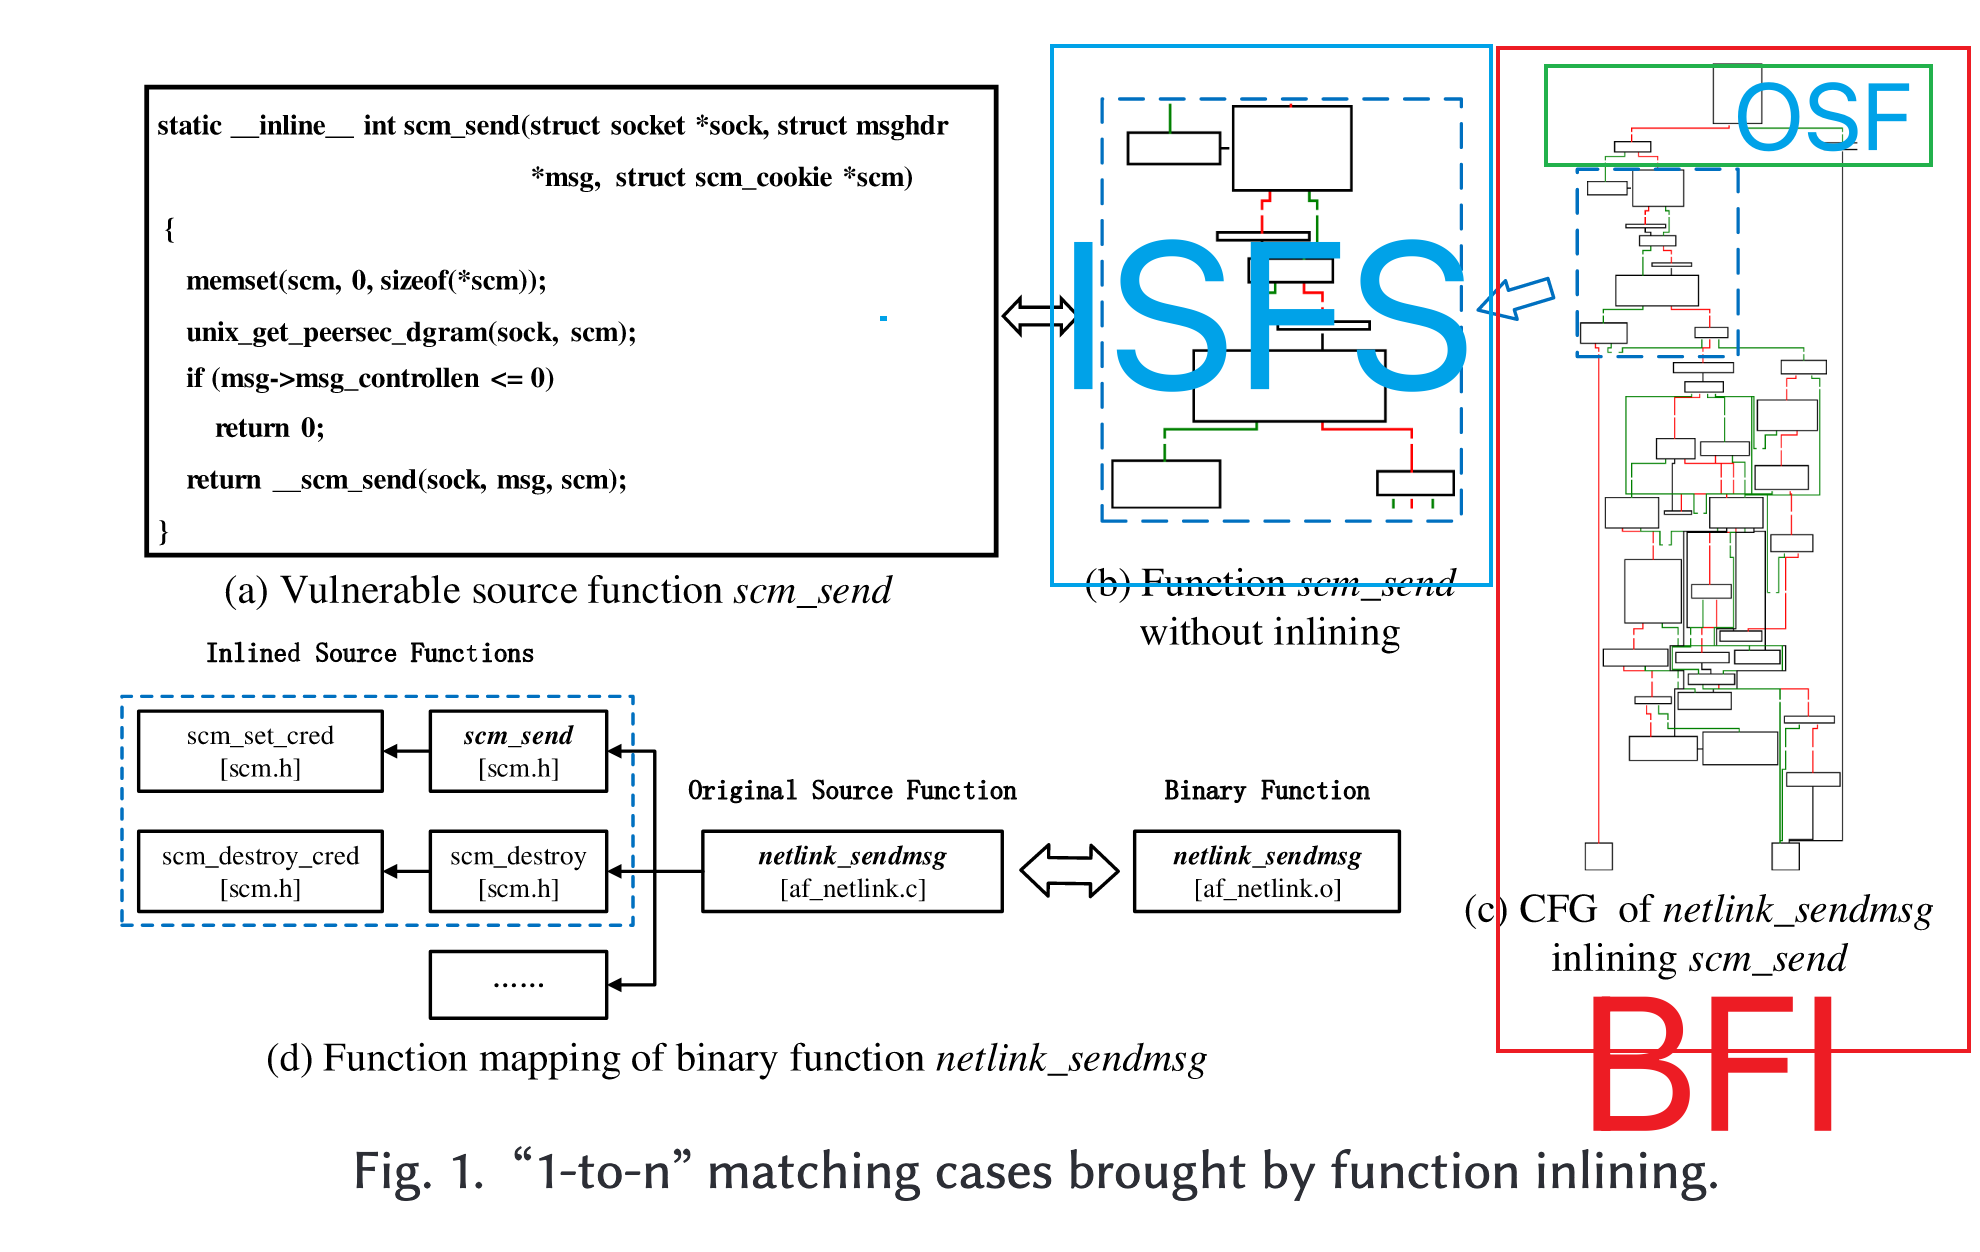 static __inline__ int scm_send(struct socket *sock, struct msghdr
*msg, struct scm_cookie *scm)
{
memset(scm, 0, sizeof(*scm));
unix_get_peersec_dgram(sock, scm);
if (msg->msg_controllen <= 0)
return 0;
return __scm_send(sock, msg, scm);
}
(a) Vulnerable source function scm_send
ISFS
(b) Function scm_send
without inlining
OSF
(c) CFG of netlink_sendmsg
inlining scm_send
BFI
Inlined Source Functions
scm_set_cred
[scm.h]
scm_send
[scm.h]
scm_destroy_cred
[scm.h]
scm_destroy
[scm.h]
......
Original Source Function
netlink_sendmsg
[af_netlink.c]
Binary Function
netlink_sendmsg
[af_netlink.o]
(d) Function mapping of binary function netlink_sendmsg
Fig. 1. “1-to-n” matching cases brought by function inlining.